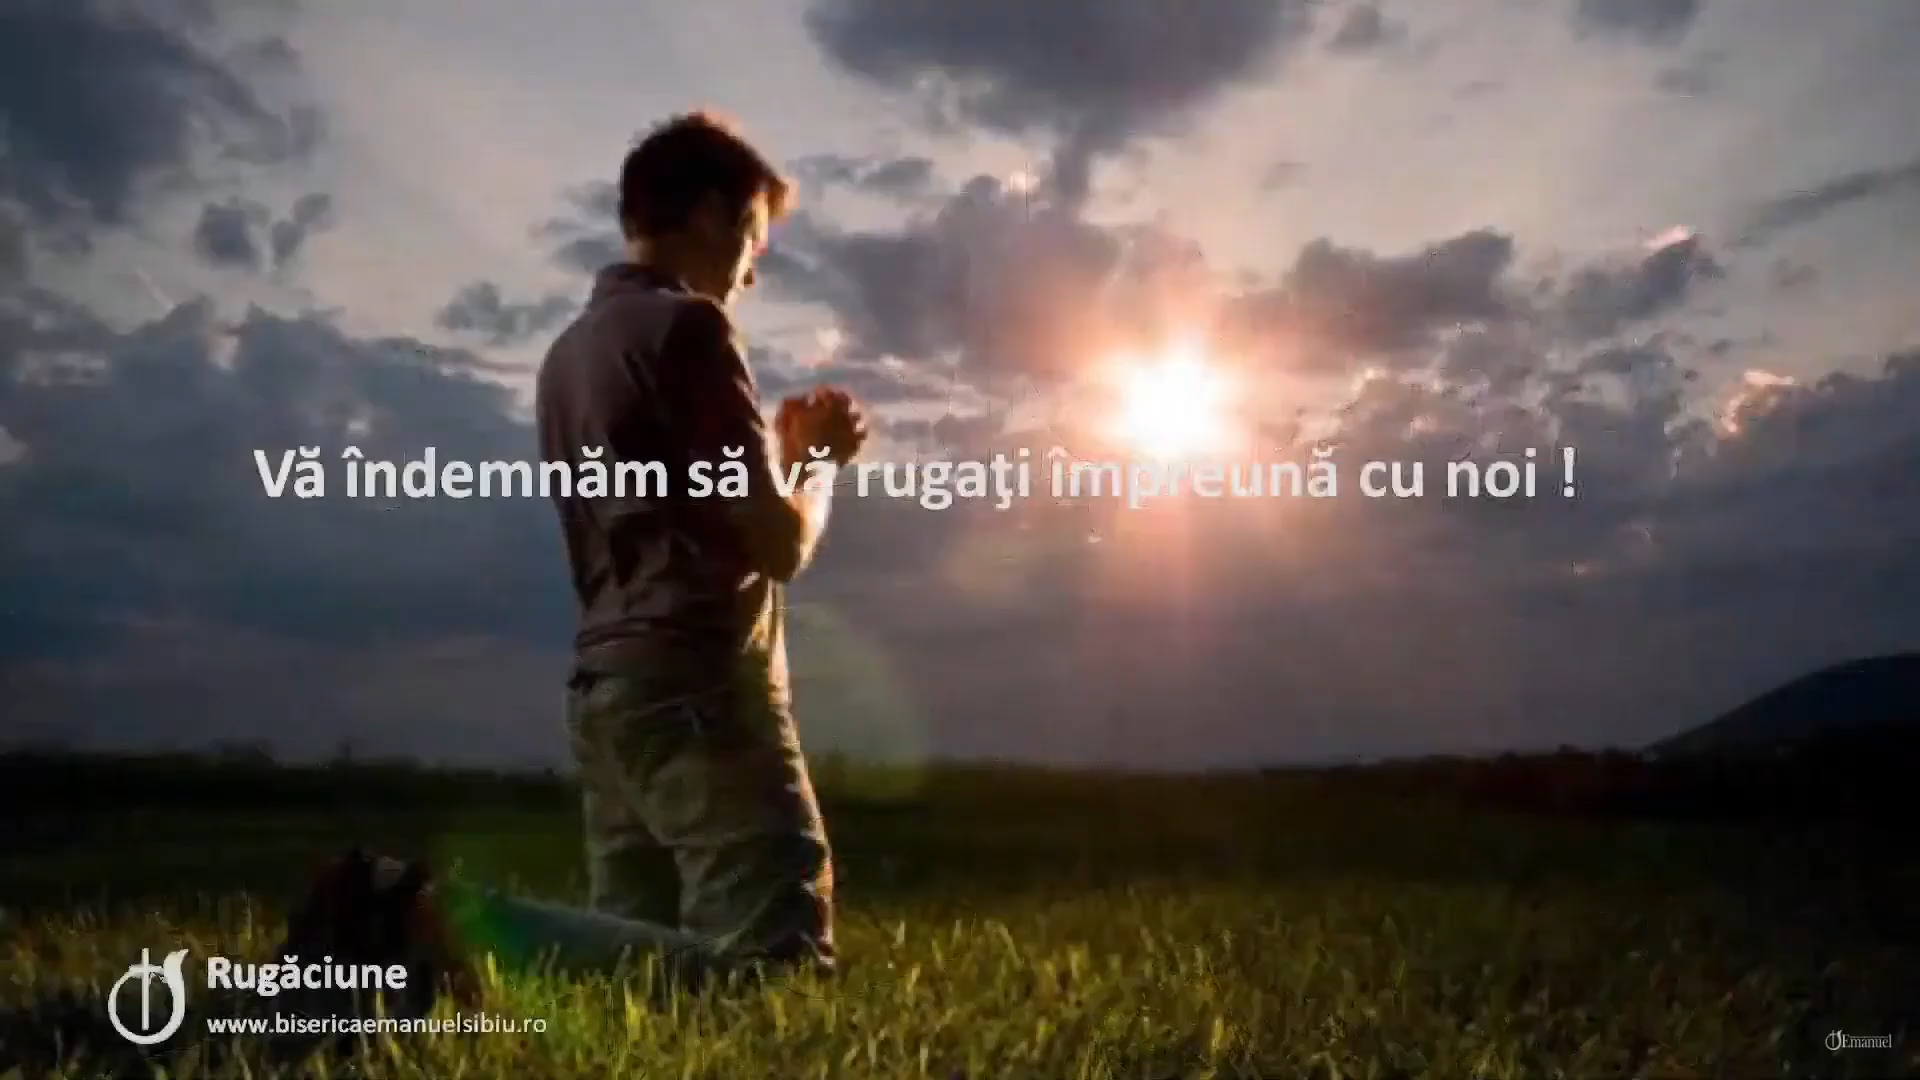 Vă îndemnăm să vă rugaţi împreună cu noi !
Rugăciune
www.bisericaemanuelsibiu.ro
Emanuel